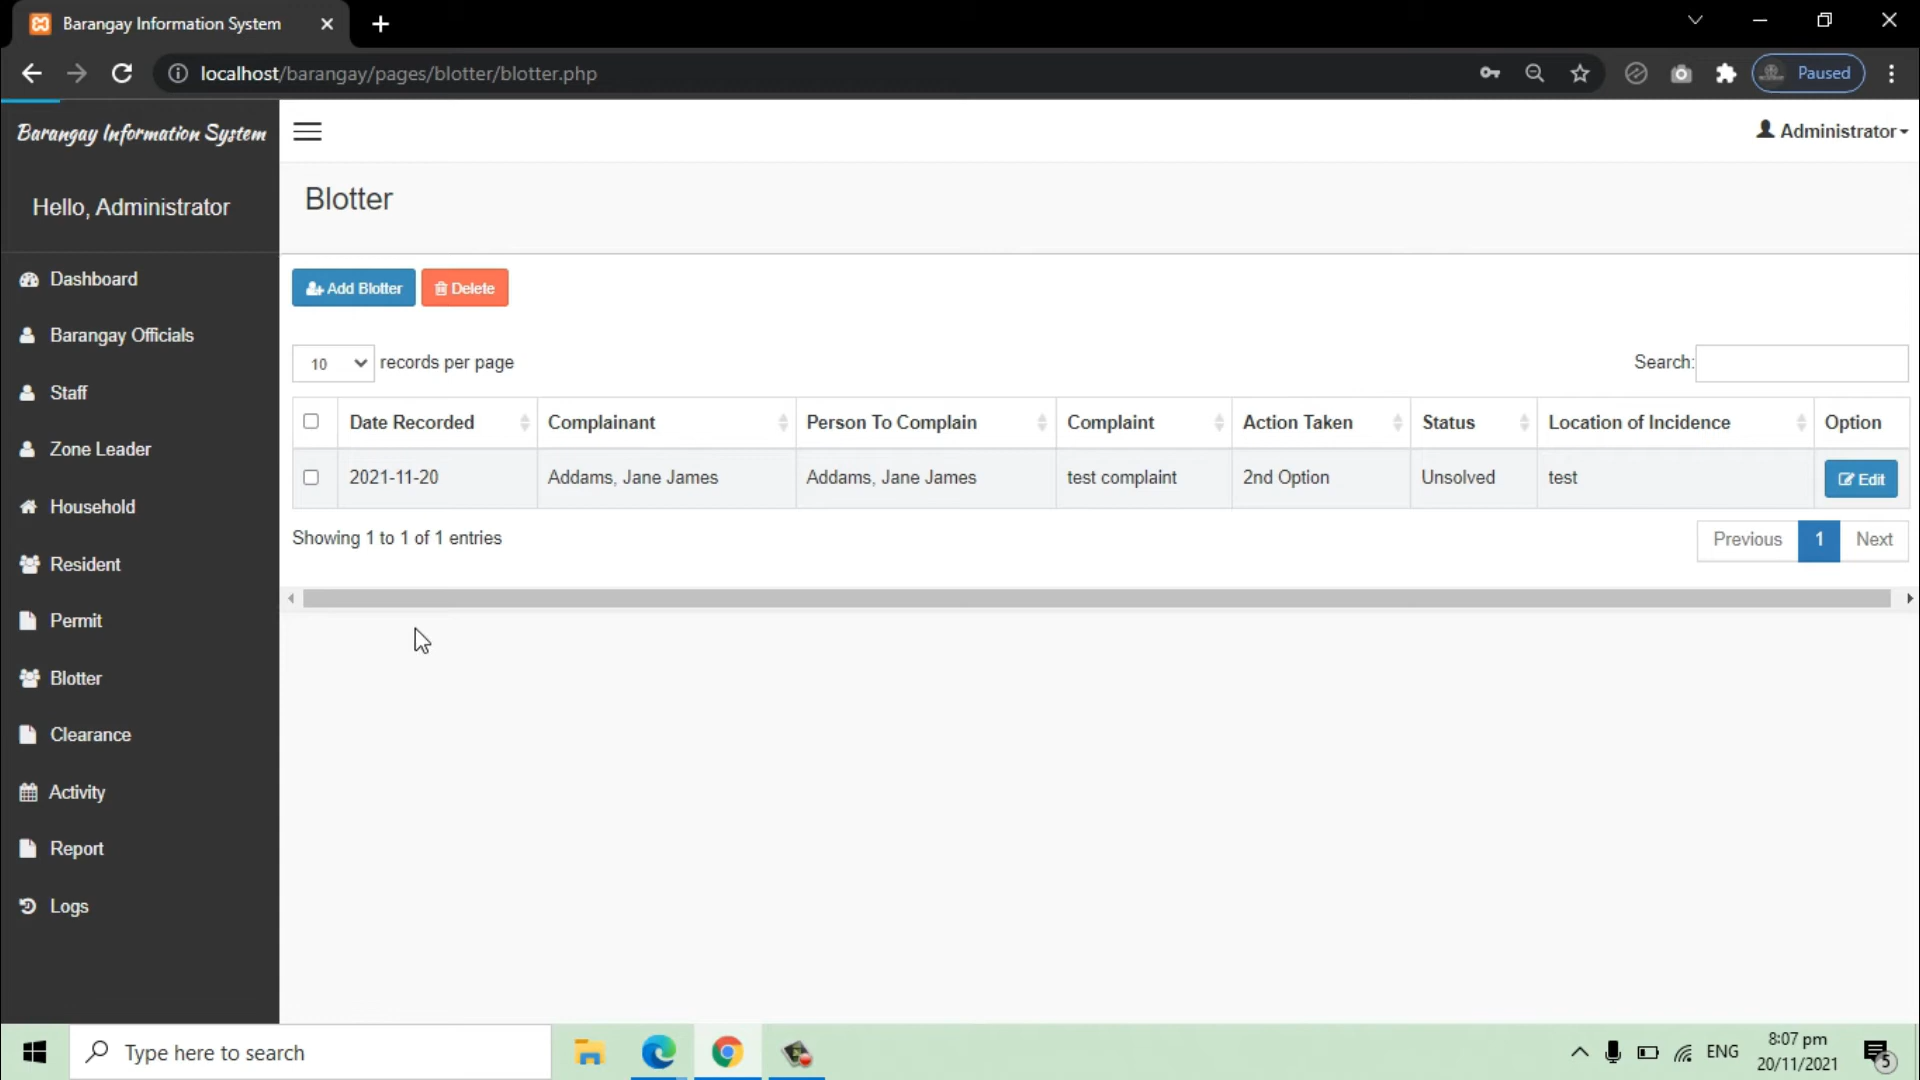 Barangay Information System
localhost/barangay/pages/blotter/blotter.php
Paused
Barangay Information System
Administrator
Hello, Administrator
Blotter
Dashboard
Barangay Officials
Staff
Zone Leader
Household
Resident
Permit
Blotter
Clearance
Activity
Report
Logs
Add Blotter Delete
10 records per page
Search:
Date Recorded Complainant Person To Complain Complaint Action Taken Status Location of Incidence Option
2021-11-20 Addams, Jane James Addams, Jane James test complaint 2nd Option Unsolved test Edit
Showing 1 to 1 of 1 entries
Previous 1 Next
Type here to search
ENG
8:07 pm
20/11/2021
5